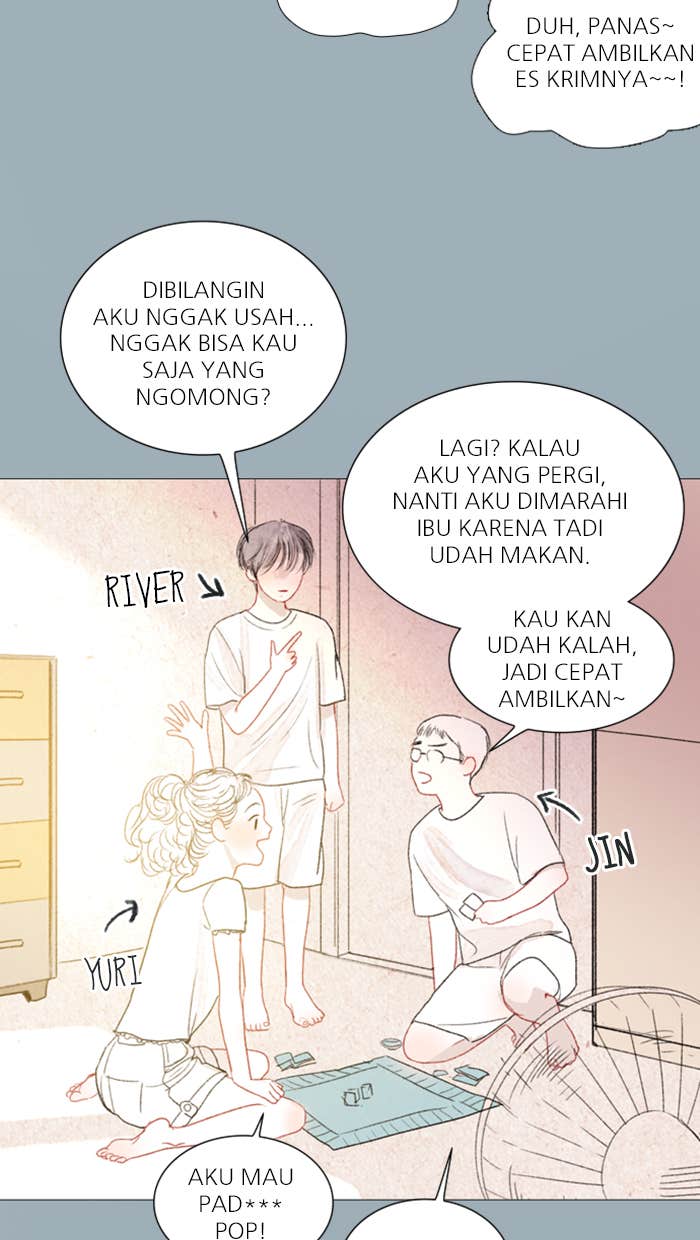 DUH, PANAS~
CEPAT AMBILKAN
ES KRIMNYA~~!
DIBILANGIN
AKU NGGAK USAH...
NGGAK BISA KAU
SAJA YANG
NGOMONG?
LAGI? KALAU
AKU YANG PERGI,
NANTI AKU DIMARAHI
IBU KARENA TADI
UDAH MAKAN.
RIVER
KAU KAN
UDAH KALAH,
JADI CEPAT
AMBILKAN~
JIN
YURI
AKU MAU
PAD***
POP!